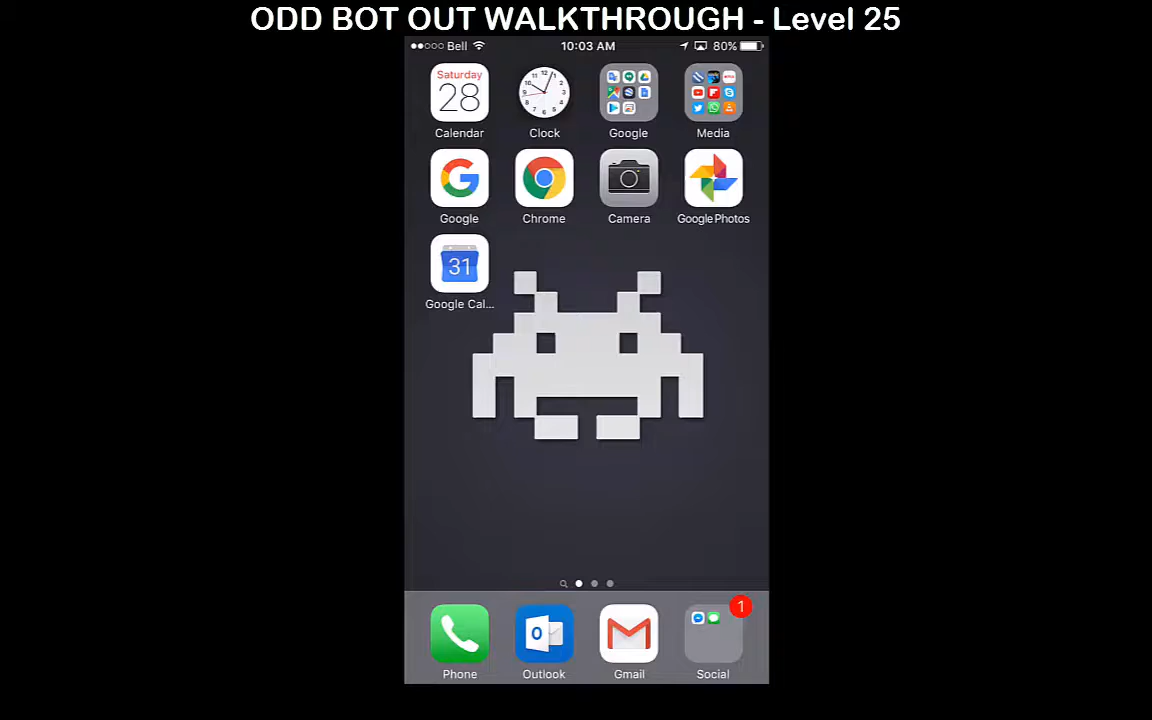 ODD BOT OUT WALKTHROUGH - Level 25
Bell 10:03 AM 80%
Saturday
28 31
Calendar Clock Google Media
Google Chrome Camera Google Photos
31
Google Cal...
1
Phone Outlook Gmail Social